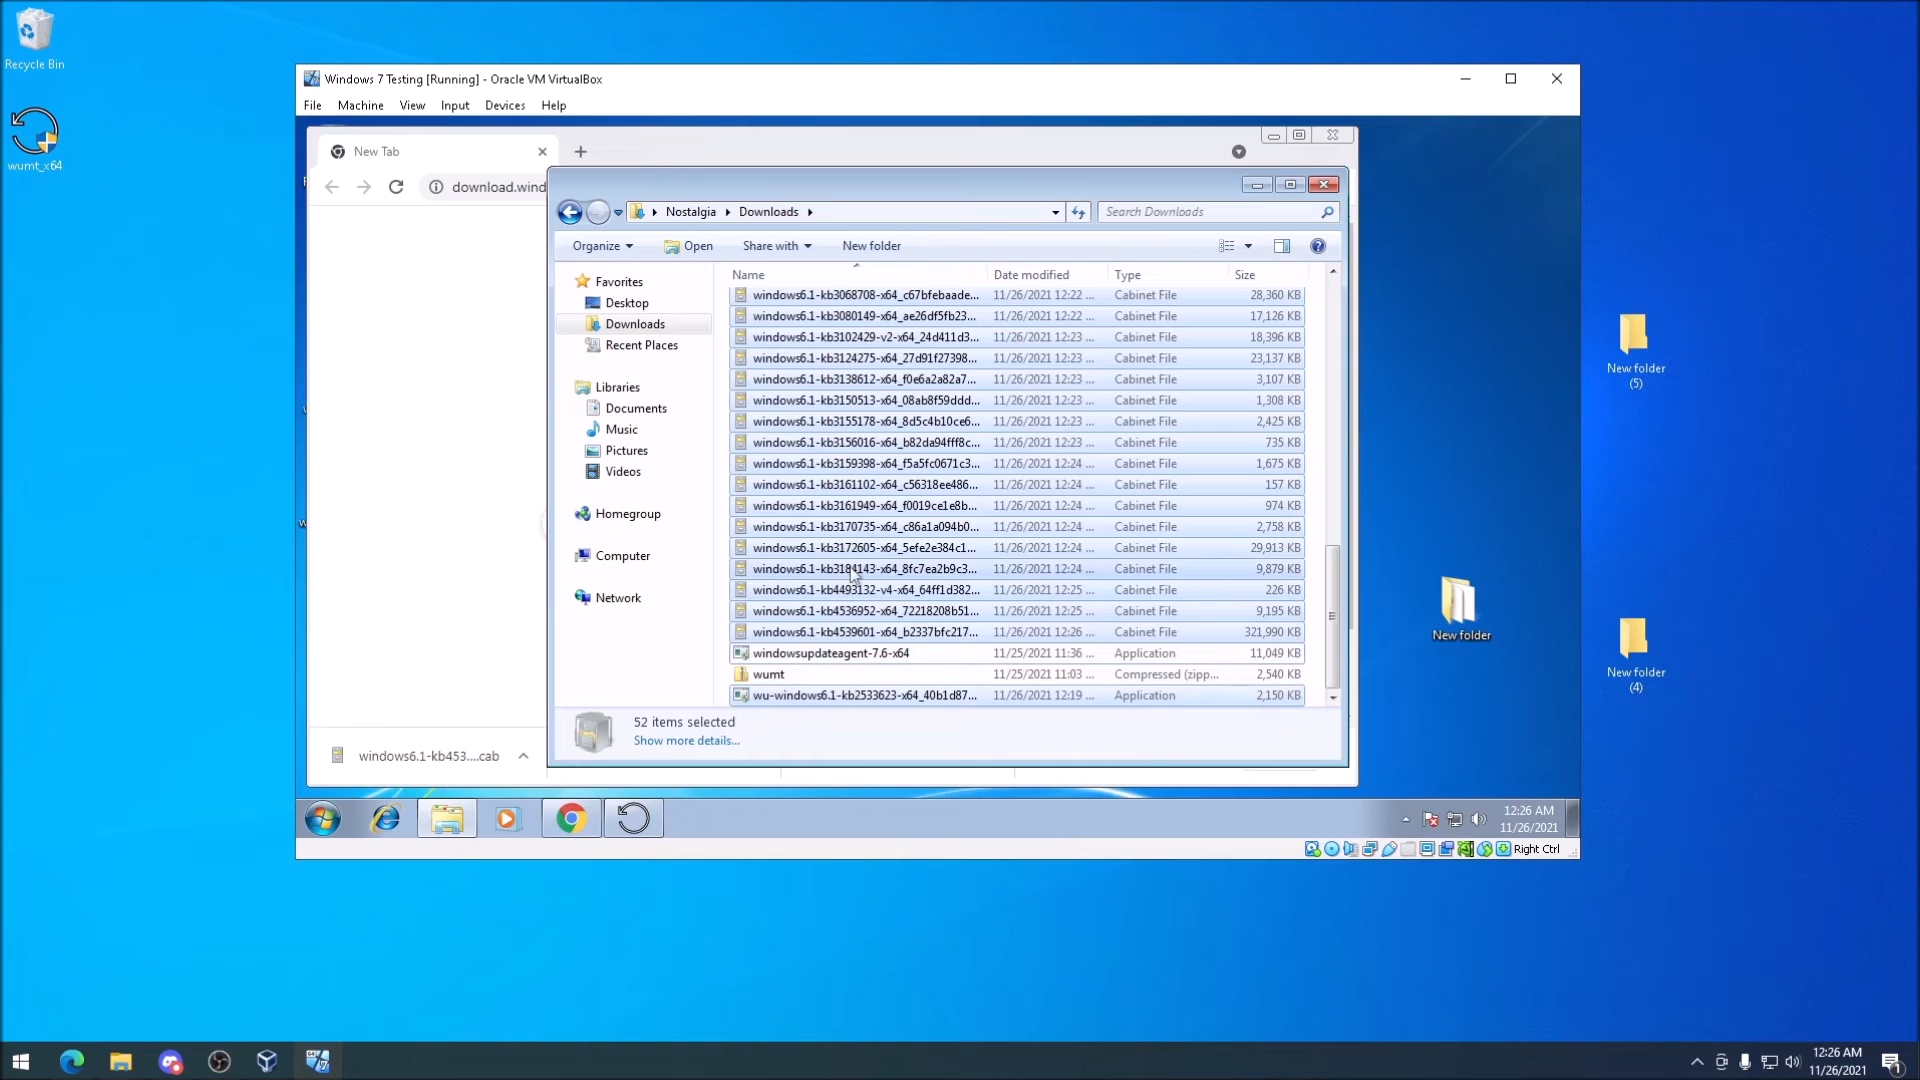 Recycle Bin
wumt_x64
Windows 7 Testing [Running] - Oracle VM VirtualBox
File Machine View Input Devices Help
New Tab
download.wind
Nostalgia Downloads
Search Downloads
Organize Open Share with New folder
Name Date modified Type Size
Favorites
Desktop
Downloads
Recent Places
Libraries
Documents
Music
Pictures
Videos
Homegroup
Computer
Network
windows6.1-kb3068708-x64_c67bfebaade... 11/26/2021 12:22 ... Cabinet File 28,360 KB
windows6.1-kb3080149-x64_ae26df5fb23... 11/26/2021 12:22 ... Cabinet File 17,126 KB
windows6.1-kb3102429-v2-x64_24d411d3... 11/26/2021 12:23 ... Cabinet File 18,396 KB
windows6.1-kb3124275-x64_27d91f27398... 11/26/2021 12:23 ... Cabinet File 23,137 KB
windows6.1-kb3138612-x64_f0e6a2a82a7... 11/26/2021 12:23 ... Cabinet File 3,107 KB
windows6.1-kb3150513-x64_08ab8f59ddd... 11/26/2021 12:23 ... Cabinet File 1,308 KB
windows6.1-kb3155178-x64_8d5c4b10ce6... 11/26/2021 12:23 ... Cabinet File 2,425 KB
windows6.1-kb3156016-x64_b82da94fff8c... 11/26/2021 12:23 ... Cabinet File 735 KB
windows6.1-kb3159398-x64_f5a5fc0671c3... 11/26/2021 12:24 ... Cabinet File 1,675 KB
windows6.1-kb3161102-x64_c56318ee486... 11/26/2021 12:24 ... Cabinet File 157 KB
windows6.1-kb3161949-x64_f0019ce1e8b... 11/26/2021 12:24 ... Cabinet File 974 KB
windows6.1-kb3170735-x64_c86a1a094b0... 11/26/2021 12:24 ... Cabinet File 2,758 KB
windows6.1-kb3172605-x64_5efe2e384c1... 11/26/2021 12:24 ... Cabinet File 29,913 KB
windows6.1-kb3184143-x64_8fc7ea2b9c3... 11/26/2021 12:24 ... Cabinet File 9,879 KB
windows6.1-kb4493132-v4-x64_64ff1d382... 11/26/2021 12:25 ... Cabinet File 226 KB
windows6.1-kb4536952-x64_72218208b51... 11/26/2021 12:25 ... Cabinet File 9,195 KB
windows6.1-kb4539601-x64_b2337bfc217... 11/26/2021 12:26 ... Cabinet File 321,990 KB
windowsupdateagent-7.6-x64 11/25/2021 11:36 ... Application 11,049 KB
wumt 11/25/2021 11:03 ... Compressed (zipp... 2,540 KB
wu-windows6.1-kb2533623-x64_40b1d87... 11/26/2021 12:19 ... Application 2,150 KB
52 items selected
Show more details...
windows6.1-kb453....cab
New folder
12:26 AM
11/26/2021
Right Ctrl
New folder
(5)
New folder
(4)
12:26 AM
11/26/2021
1